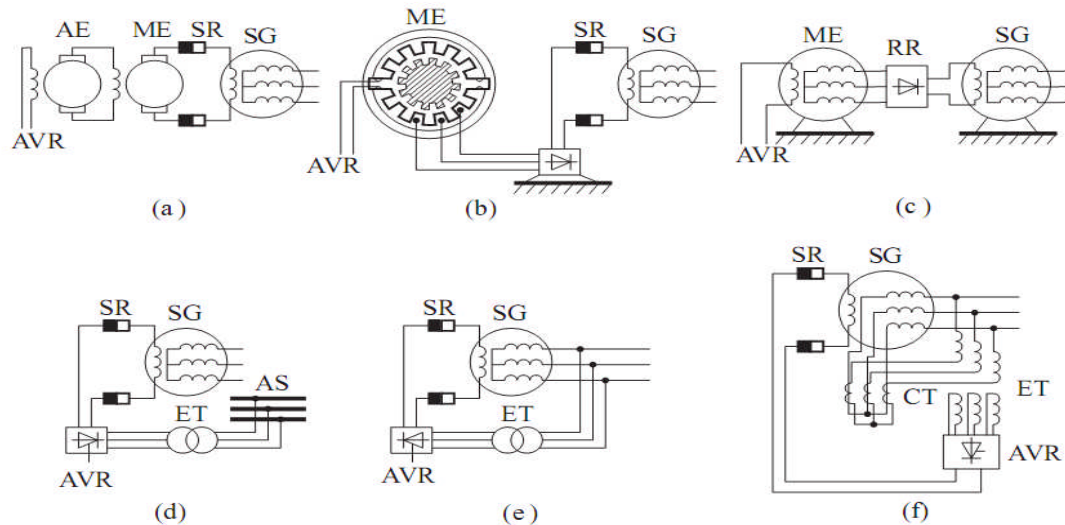 AE ME SR SG
AVR
(a)
ME SR SG
AVR
(b)
ME RR SG
AVR
(c)
SR SG
AS
ET
AVR
(d)
SR SG
ET
AVR
(e)
SR SG
CT ET
AVR
(f)